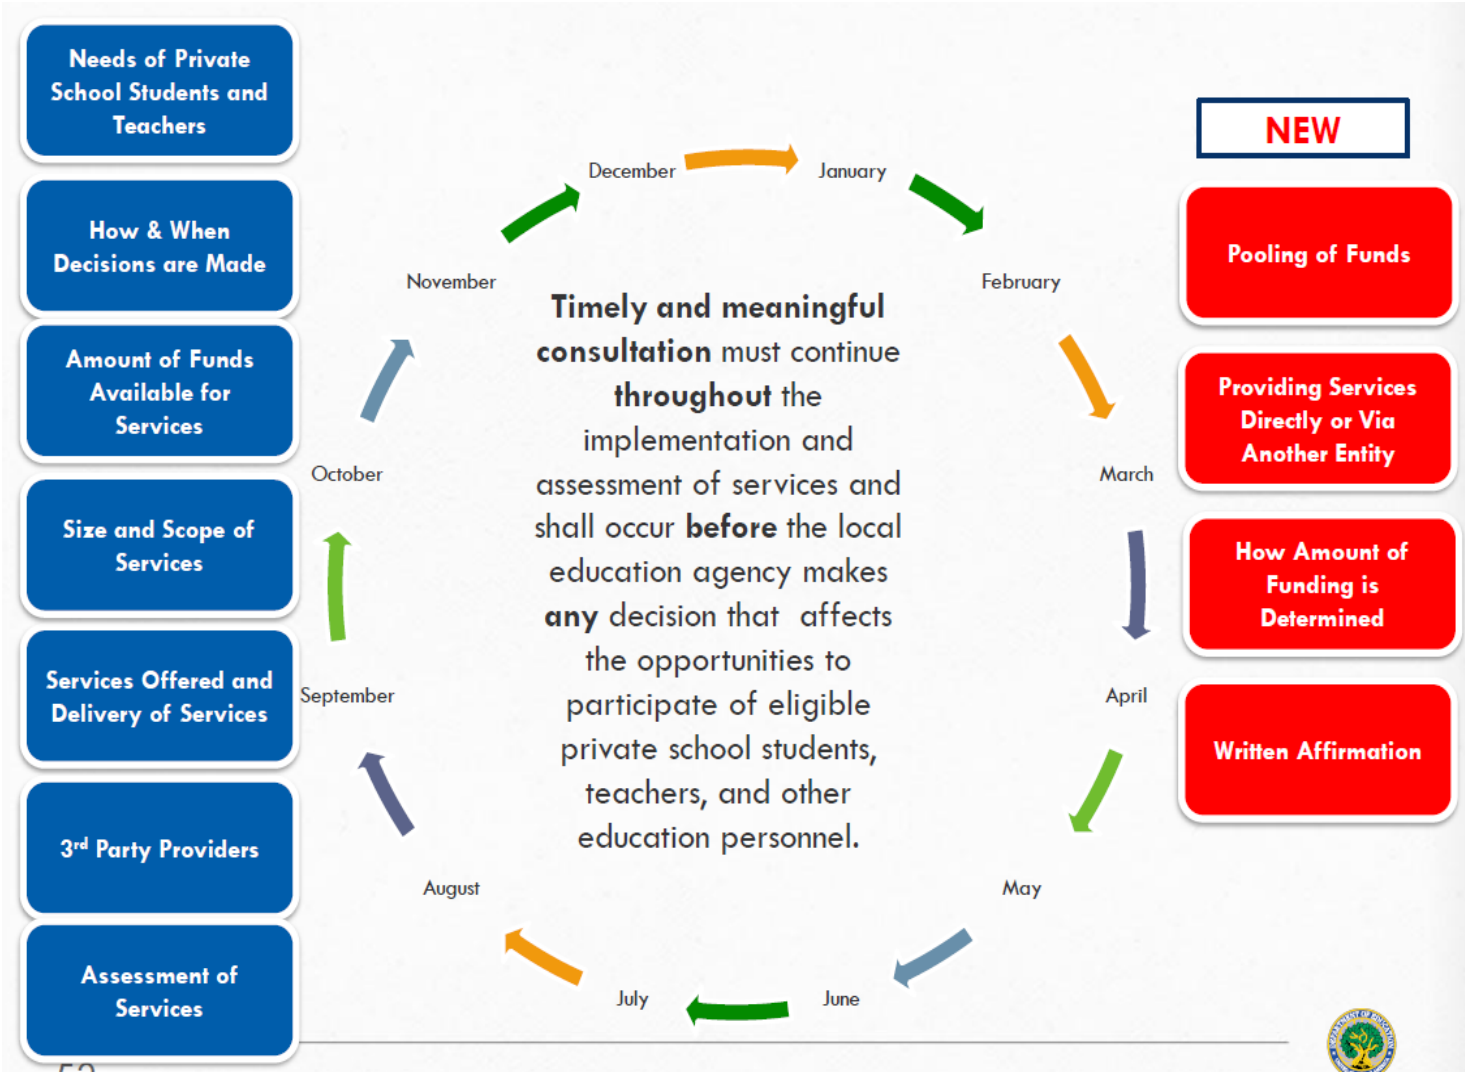 Needs of Private
School Students and
Teachers
How & When
Decisions are Made
Amount of Funds
Available for
Services
Size and Scope of
Services
Services Offered and
Delivery of Services
3rd Party Providers
Assessment of
Services
December
January
February
March
April
May
June
July
August
September
October
November
Timely and meaningful
consultation must continue
throughout the
implementation and
assessment of services and
shall occur before the local
education agency makes
any decision that affects
the opportunities to
participate of eligible
private school students,
teachers, and other
education personnel.
NEW
Pooling of Funds
Providing Services
Directly or Via
Another Entity
How Amount of
Funding is
Determined
Written Affirmation